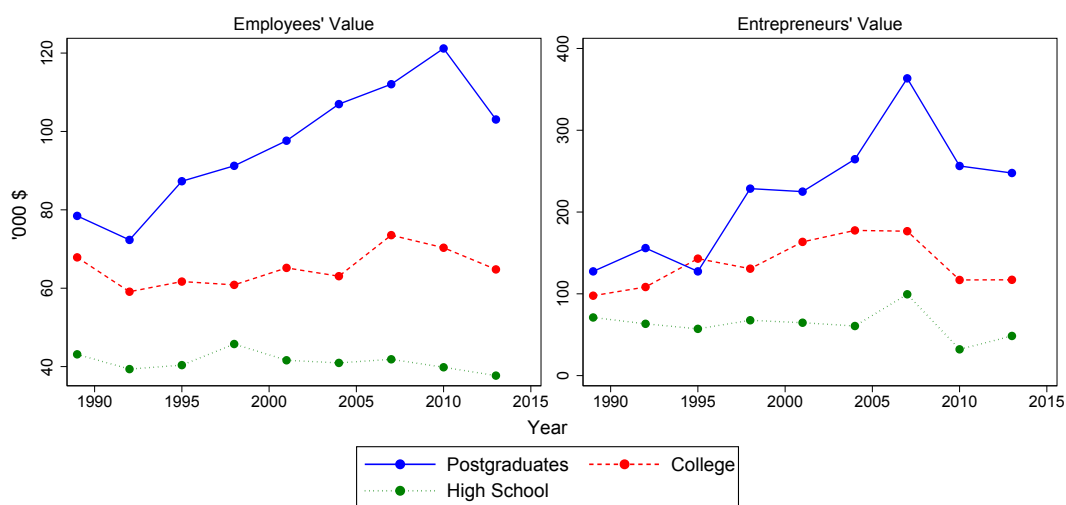 Employees' Value
Entrepreneurs' Value
'000 $
120
100
80
60
40
1990 1995 2000 2005 2010 2015
400
300
200
100
0
1990 1995 2000 2005 2010 2015
Year
Postgraduates College
High School